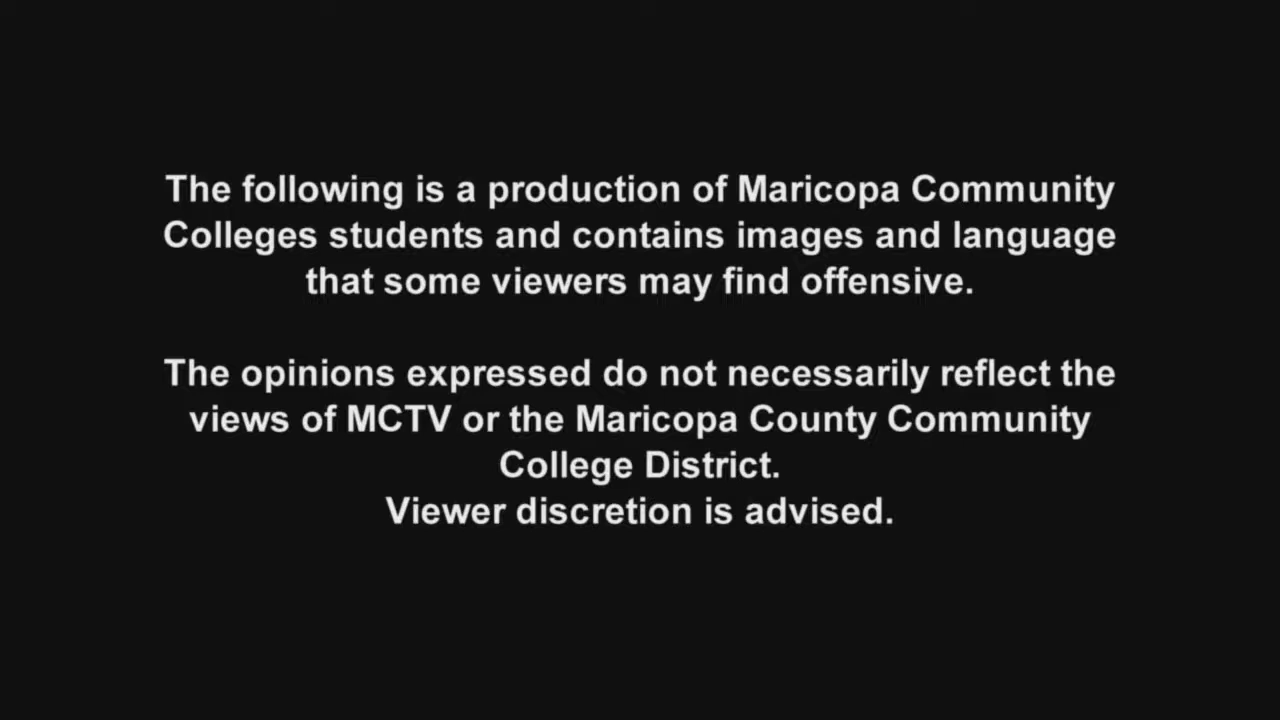 The following is a production of Maricopa Community
Colleges students and contains images and language
that some viewers may find offensive.
The opinions expressed do not necessarily reflect the
views of MCTV or the Maricopa County Community
College District.
Viewer discretion is advised.